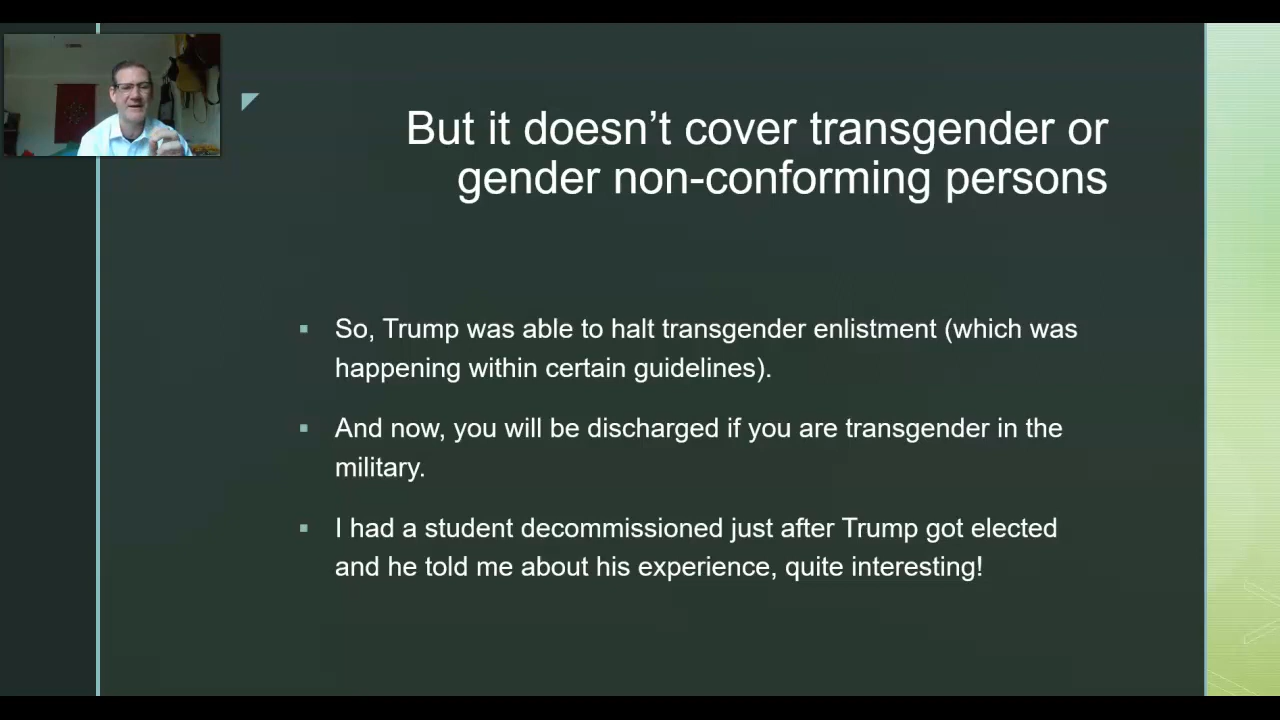 But it doesn’t cover transgender or
gender non-conforming persons
So, Trump was able to halt transgender enlistment (which was
happening within certain guidelines).
And now, you will be discharged if you are transgender in the
military.
I had a student decommissioned just after Trump got elected
and he told me about his experience, quite interesting!